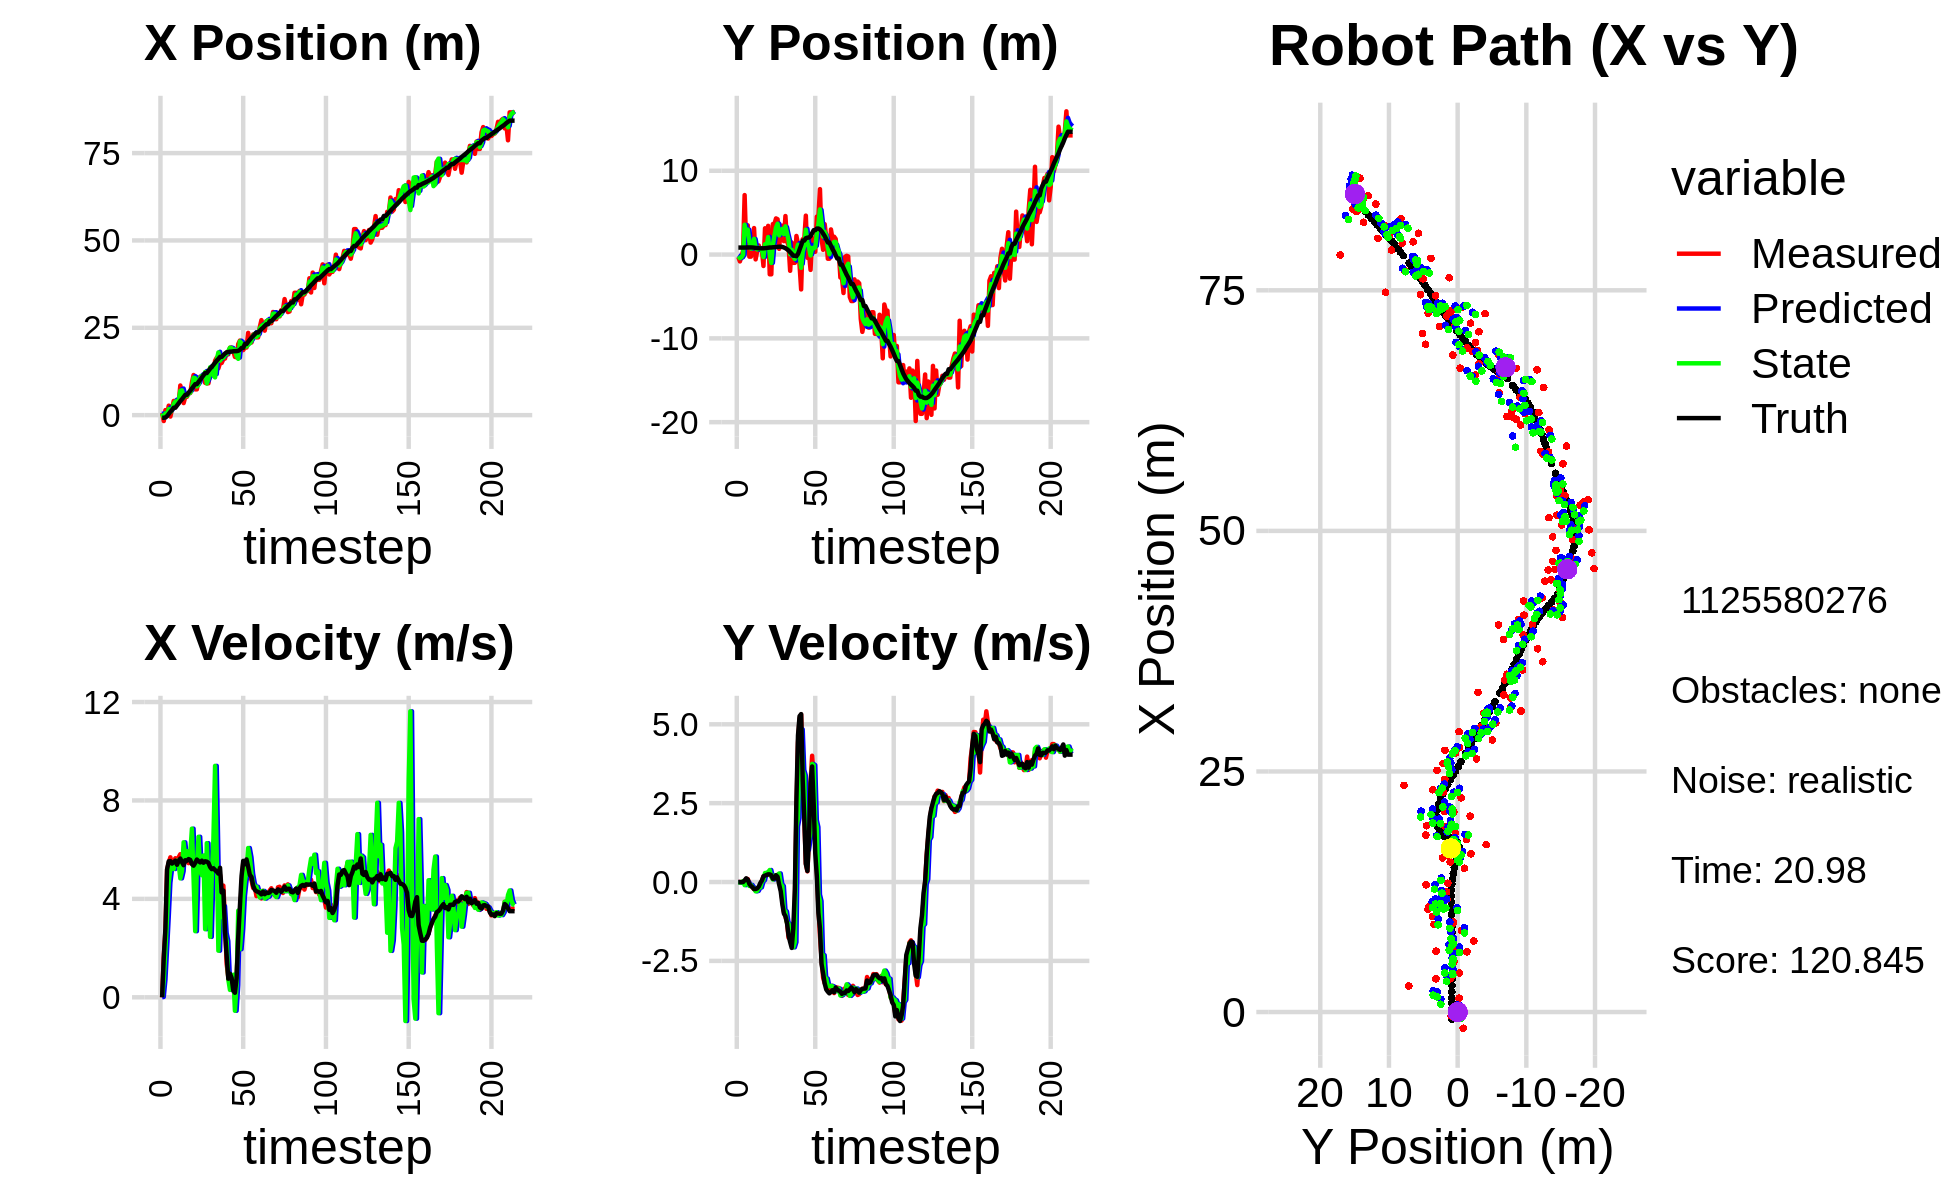 X Position (m)
75
50
25
0
0 50 100 150 200
timestep
Y Position (m)
10
0
-10
-20
0 50 100 150 200
timestep
X Velocity (m/s)
12
8
4
0
0 50 100 150 200
timestep
Y Velocity (m/s)
5.0
2.5
0.0
-2.5
0 50 100 150 200
timestep
Robot Path (X vs Y)
X Position (m)
75
50
25
0
20 10 0 -10 -20
Y Position (m)
variable
Measured
Predicted
State
Truth
1125580276
Obstacles: none
Noise: realistic
Time: 20.98
Score: 120.845